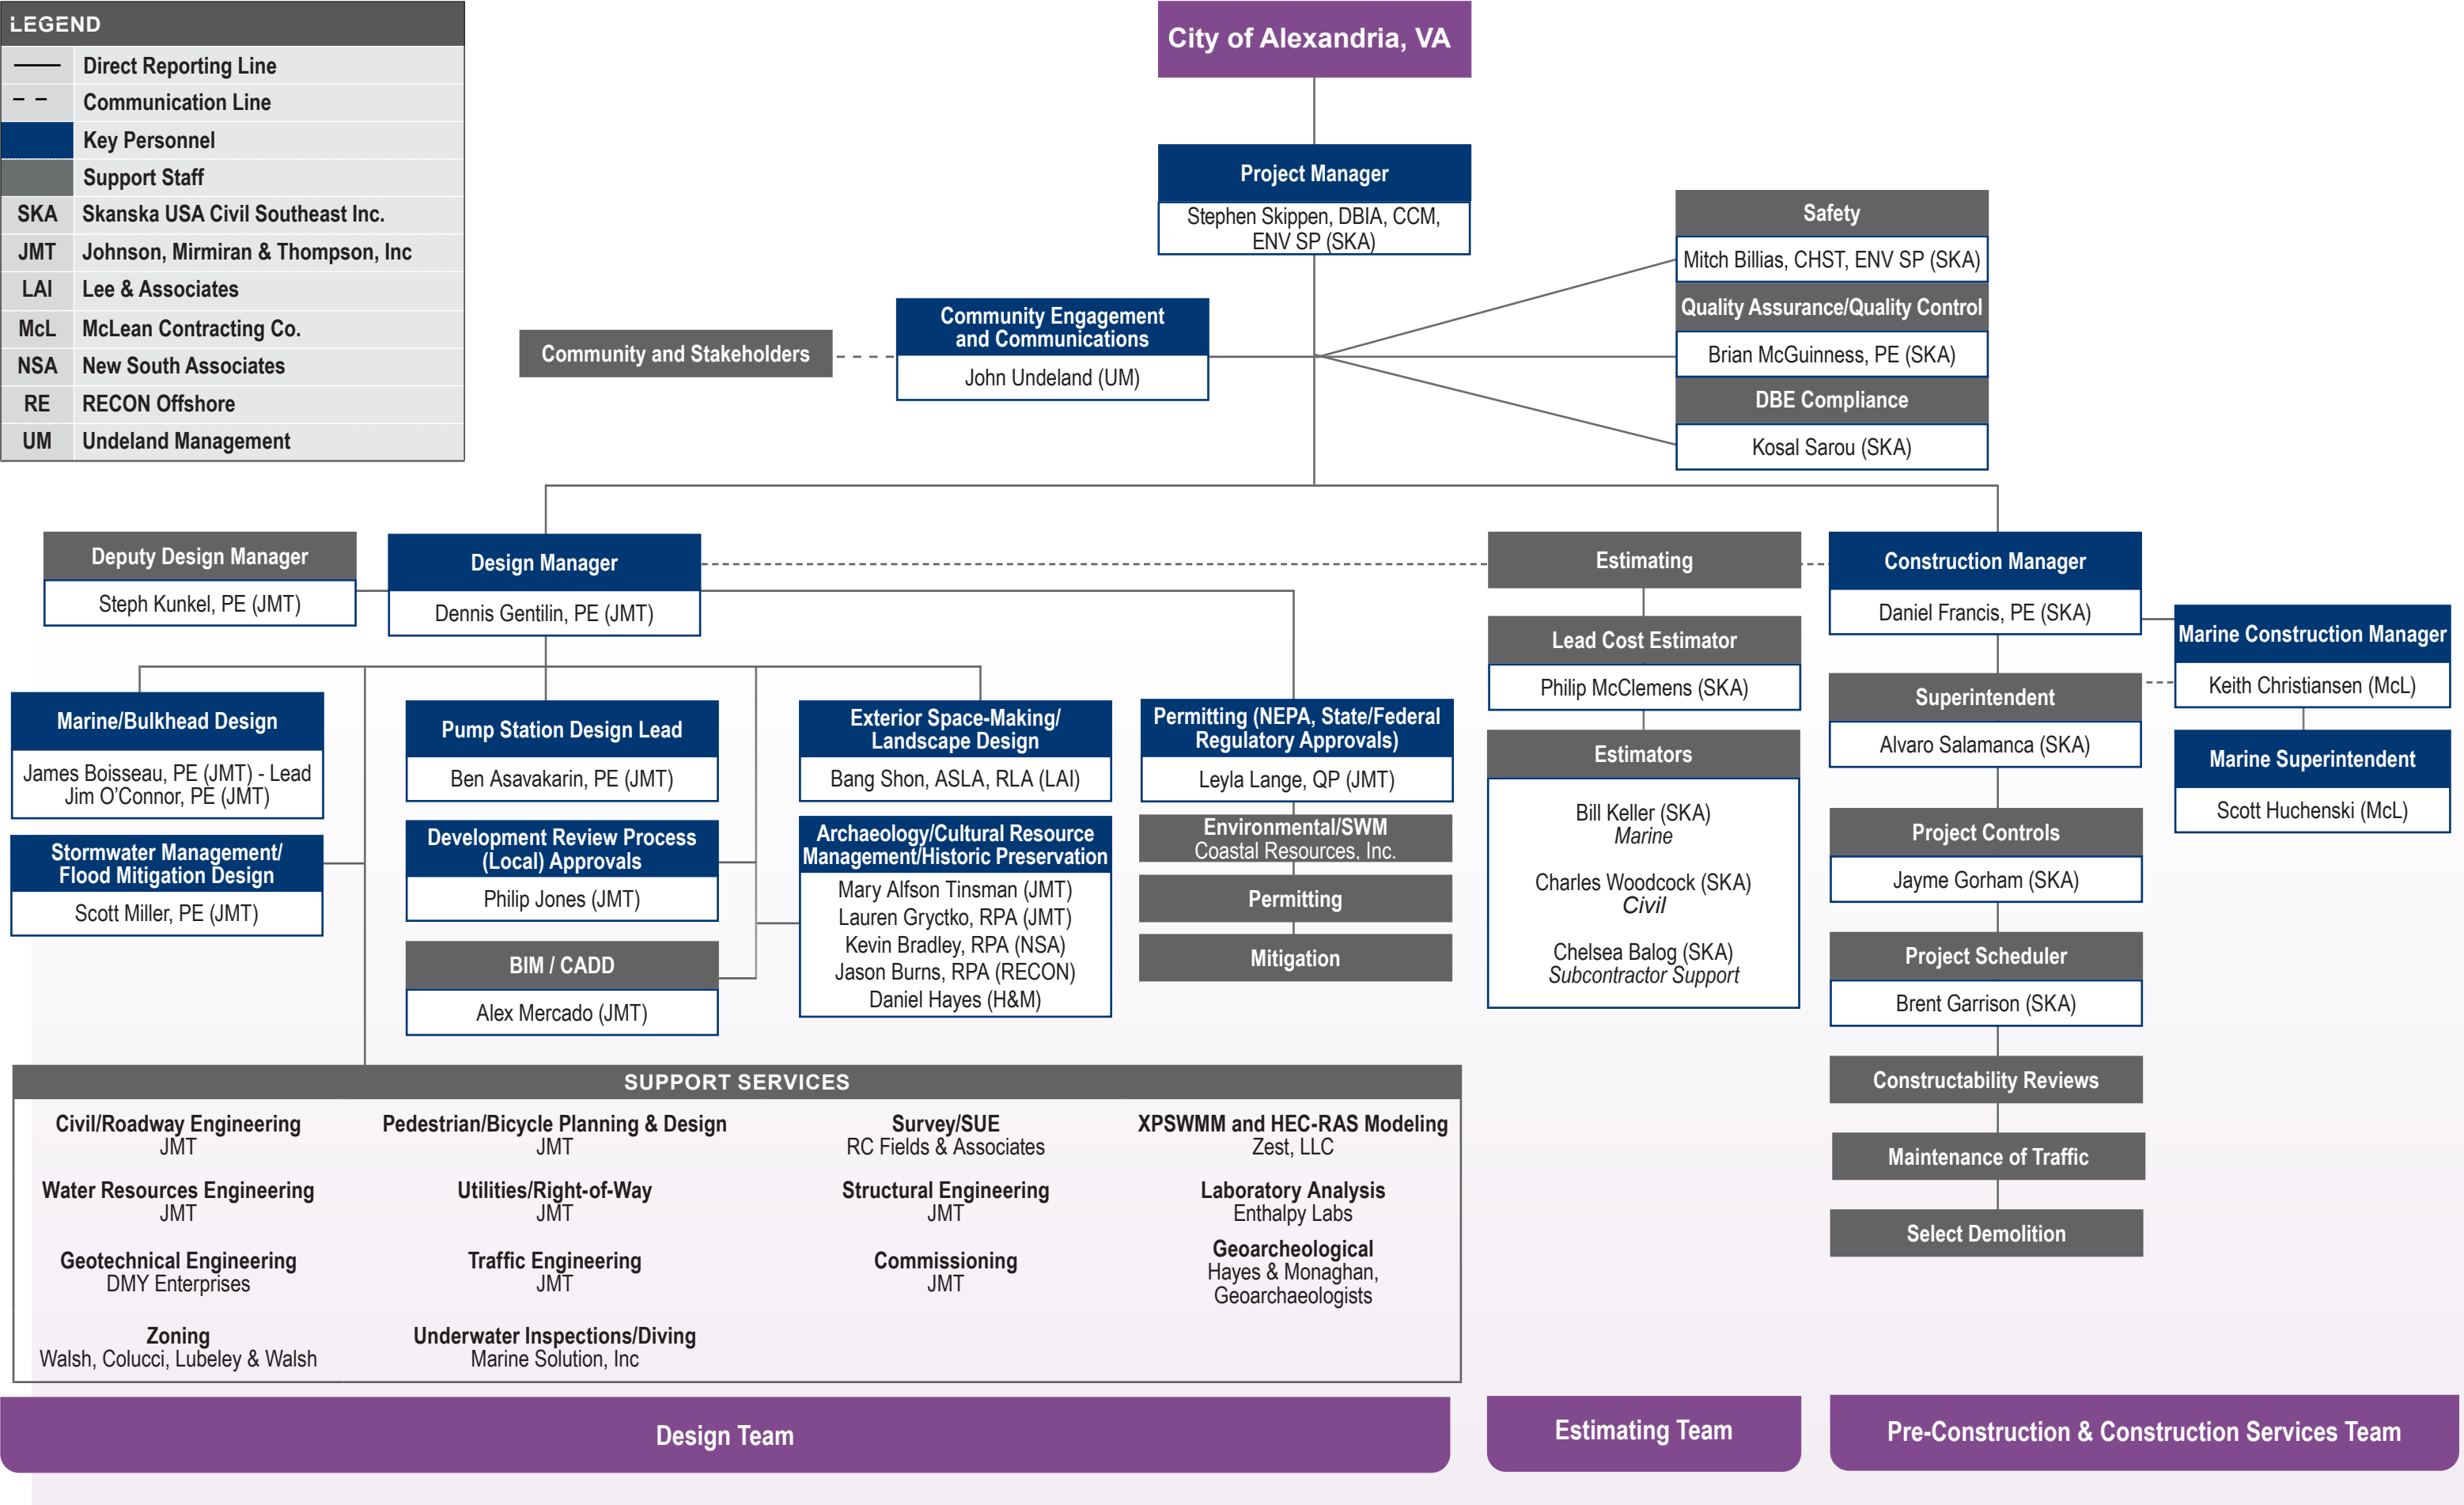 LEGEND
Direct Reporting Line
Communication Line
Key Personnel
Support Staff
SKA Skanska USA Civil Southeast Inc.
JMT Johnson, Mirmiran & Thompson, Inc
LAI Lee & Associates
McL McLean Contracting Co.
NSA New South Associates
RE RECON Offshore
UM Undeland Management
City of Alexandria, VA
Project Manager
Stephen Skippen, DBIA, CCM,
ENV SP (SKA)
Safety
Mitch Billias, CHST, ENV SP (SKA)
Quality Assurance/Quality Control
Brian McGuinness, PE (SKA)
DBE Compliance
Kosal Sarou (SKA)
Community Engagement
and Communications
John Undeland (UM)
Community and Stakeholders
Deputy Design Manager
Steph Kunkel, PE (JMT)
Design Manager
Dennis Gentilin, PE (JMT)
Marine/Bulkhead Design
James Boisseau, PE (JMT) - Lead
Jim O’Connor, PE (JMT)
Stormwater Management/
Flood Mitigation Design
Scott Miller, PE (JMT)
Pump Station Design Lead
Ben Asavakarin, PE (JMT)
Development Review Process
(Local) Approvals
Philip Jones (JMT)
BIM / CADD
Alex Mercado (JMT)
Exterior Space-Making/
Landscape Design
Bang Shon, ASLA, RLA (LAI)
Archaeology/Cultural Resource
Management/Historic Preservation
Mary Alfson Tinsman (JMT)
Lauren Gryctko, RPA (JMT)
Kevin Bradley, RPA (NSA)
Jason Burns, RPA (RECON)
Daniel Hayes (H&M)
Permitting (NEPA, State/Federal
Regulatory Approvals)
Leyla Lange, QP (JMT)
Environmental/SWM
Coastal Resources, Inc.
Permitting
Mitigation
Estimating
Lead Cost Estimator
Philip McClemens (SKA)
Estimators
Bill Keller (SKA)
Marine
Charles Woodcock (SKA)
Civil
Chelsea Balog (SKA)
Subcontractor Support
Construction Manager
Daniel Francis, PE (SKA)
Superintendent
Alvaro Salamanca (SKA)
Project Controls
Jayme Gorham (SKA)
Project Scheduler
Brent Garrison (SKA)
Constructability Reviews
Maintenance of Traffic
Select Demolition
Marine Construction Manager
Keith Christiansen (McL)
Marine Superintendent
Scott Huchenski (McL)
SUPPORT SERVICES
Civil/Roadway Engineering
JMT
Pedestrian/Bicycle Planning & Design
JMT
Survey/SUE
RC Fields & Associates
XPSWMM and HEC-RAS Modeling
Zest, LLC
Water Resources Engineering
JMT
Utilities/Right-of-Way
JMT
Structural Engineering
JMT
Laboratory Analysis
Enthalpy Labs
Geotechnical Engineering
DMY Enterprises
Traffic Engineering
JMT
Commissioning
JMT
Geoarcheological
Hayes & Monaghan,
Geoarchaeologists
Zoning
Walsh, Colucci, Lubeley & Walsh
Underwater Inspections/Diving
Marine Solution, Inc
Design Team
Estimating Team
Pre-Construction & Construction Services Team